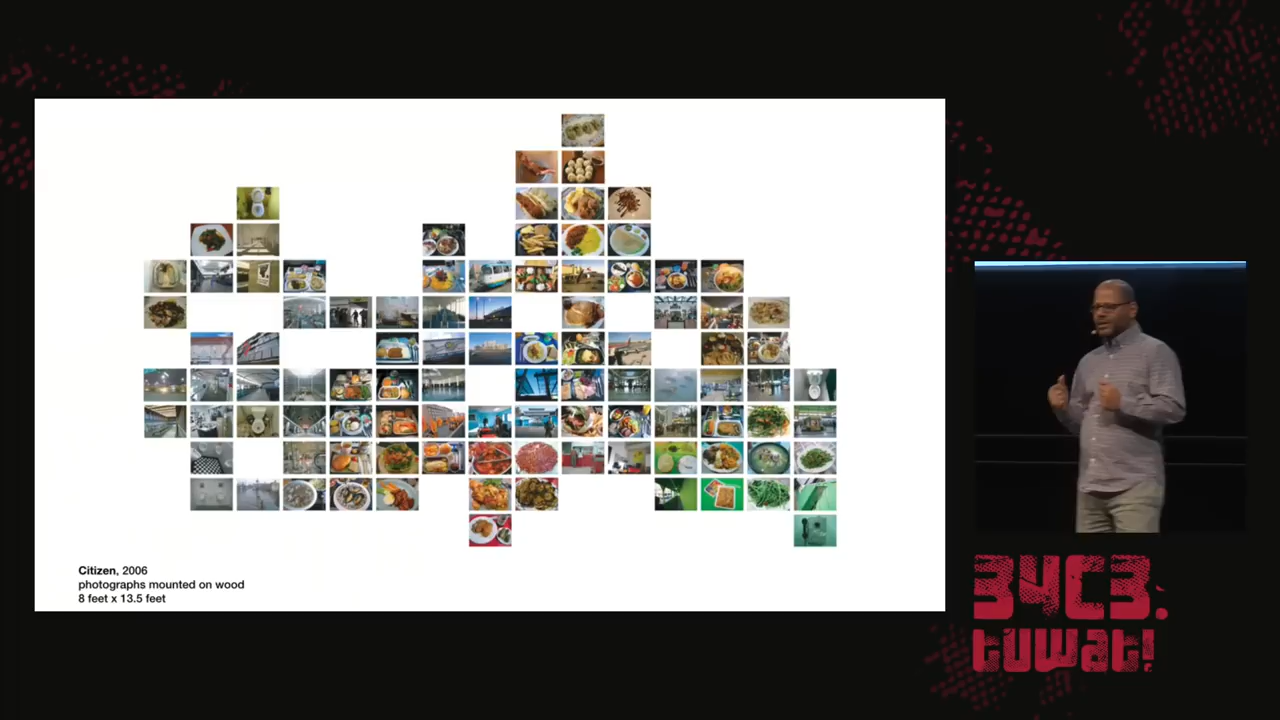 Citizen, 2006
photographs mounted on wood
8 feet x 13.5 feet
34C3.
tuwat!